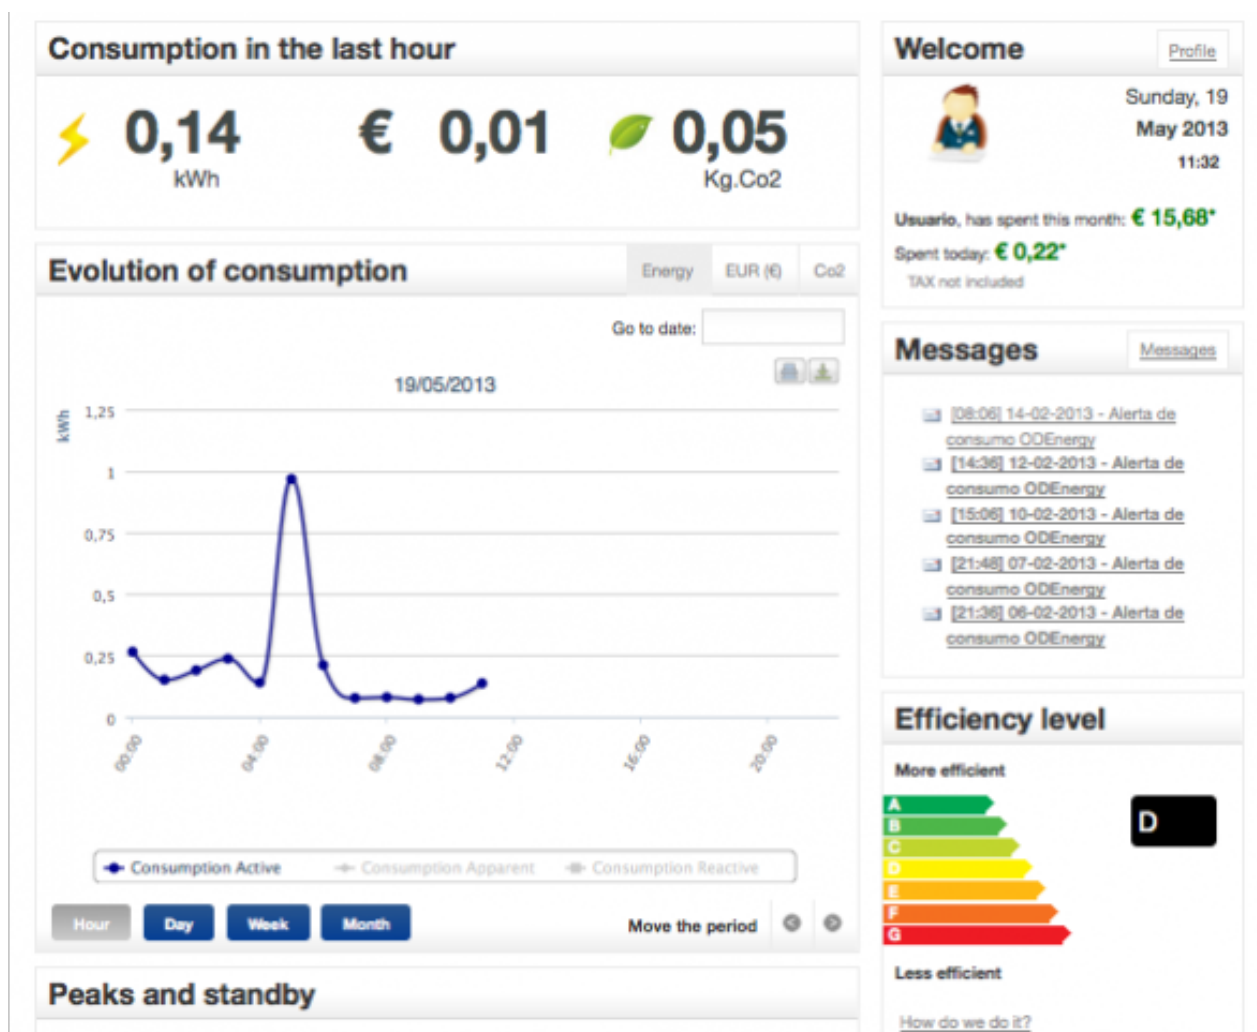 Consumption in the last hour
0,14
kWh
€ 0,01
0,05
Kg.Co2
Evolution of consumption
Energy
EUR (€)
Co2
Go to date:
19/05/2013
kWh
1,25
1
0,75
0,5
0,25
0
00:00
04:00
08:00
12:00
16:00
20:00
Consumption Active
Consumption Apparent
Consumption Reactive
Hour
Day
Week
Month
Move the period
Peaks and standby
Welcome
Profile
Sunday, 19
May 2013
11:32
Usuario, has spent this month: € 15,68*
Spent today: € 0,22*
TAX not included
Messages
Messages
[08:06] 14-02-2013 - Alerta de
consumo ODEnergy
[14:36] 12-02-2013 - Alerta de
consumo ODEnergy
[15:06] 10-02-2013 - Alerta de
consumo ODEnergy
[21:48] 07-02-2013 - Alerta de
consumo ODEnergy
[21:36] 06-02-2013 - Alerta de
consumo ODEnergy
Efficiency level
More efficient
A
B
C
D
E
F
G
D
Less efficient
How do we do it?